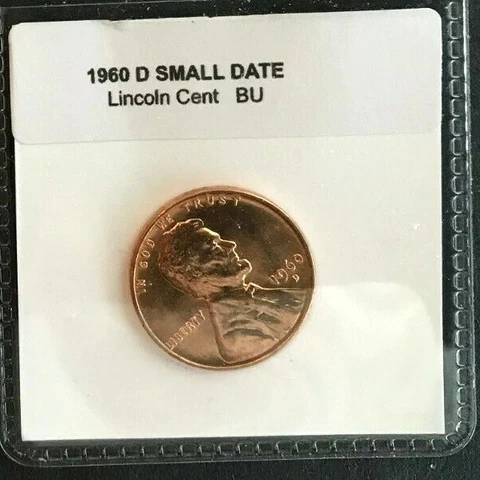 1960 D SMALL DATE
Lincoln Cent BU
IN GOD WE TRUST
LIBERTY
1960
D